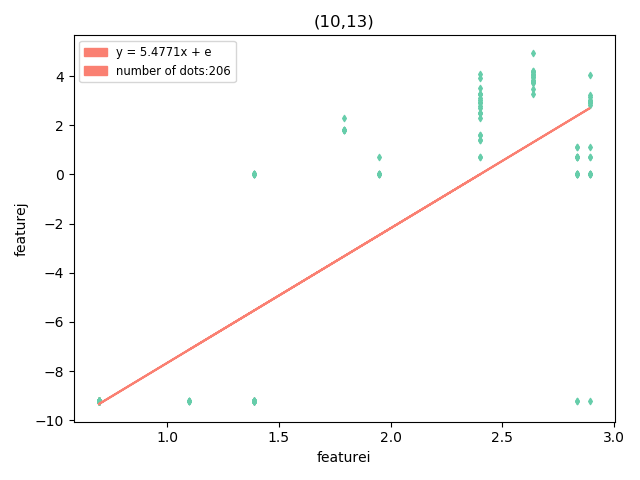 (10,13)
y = 5.4771x + e
number of dots:206
4
2
0
−2
−4
−6
−8
−10
featurej
1.0 1.5 2.0 2.5 3.0
featurei